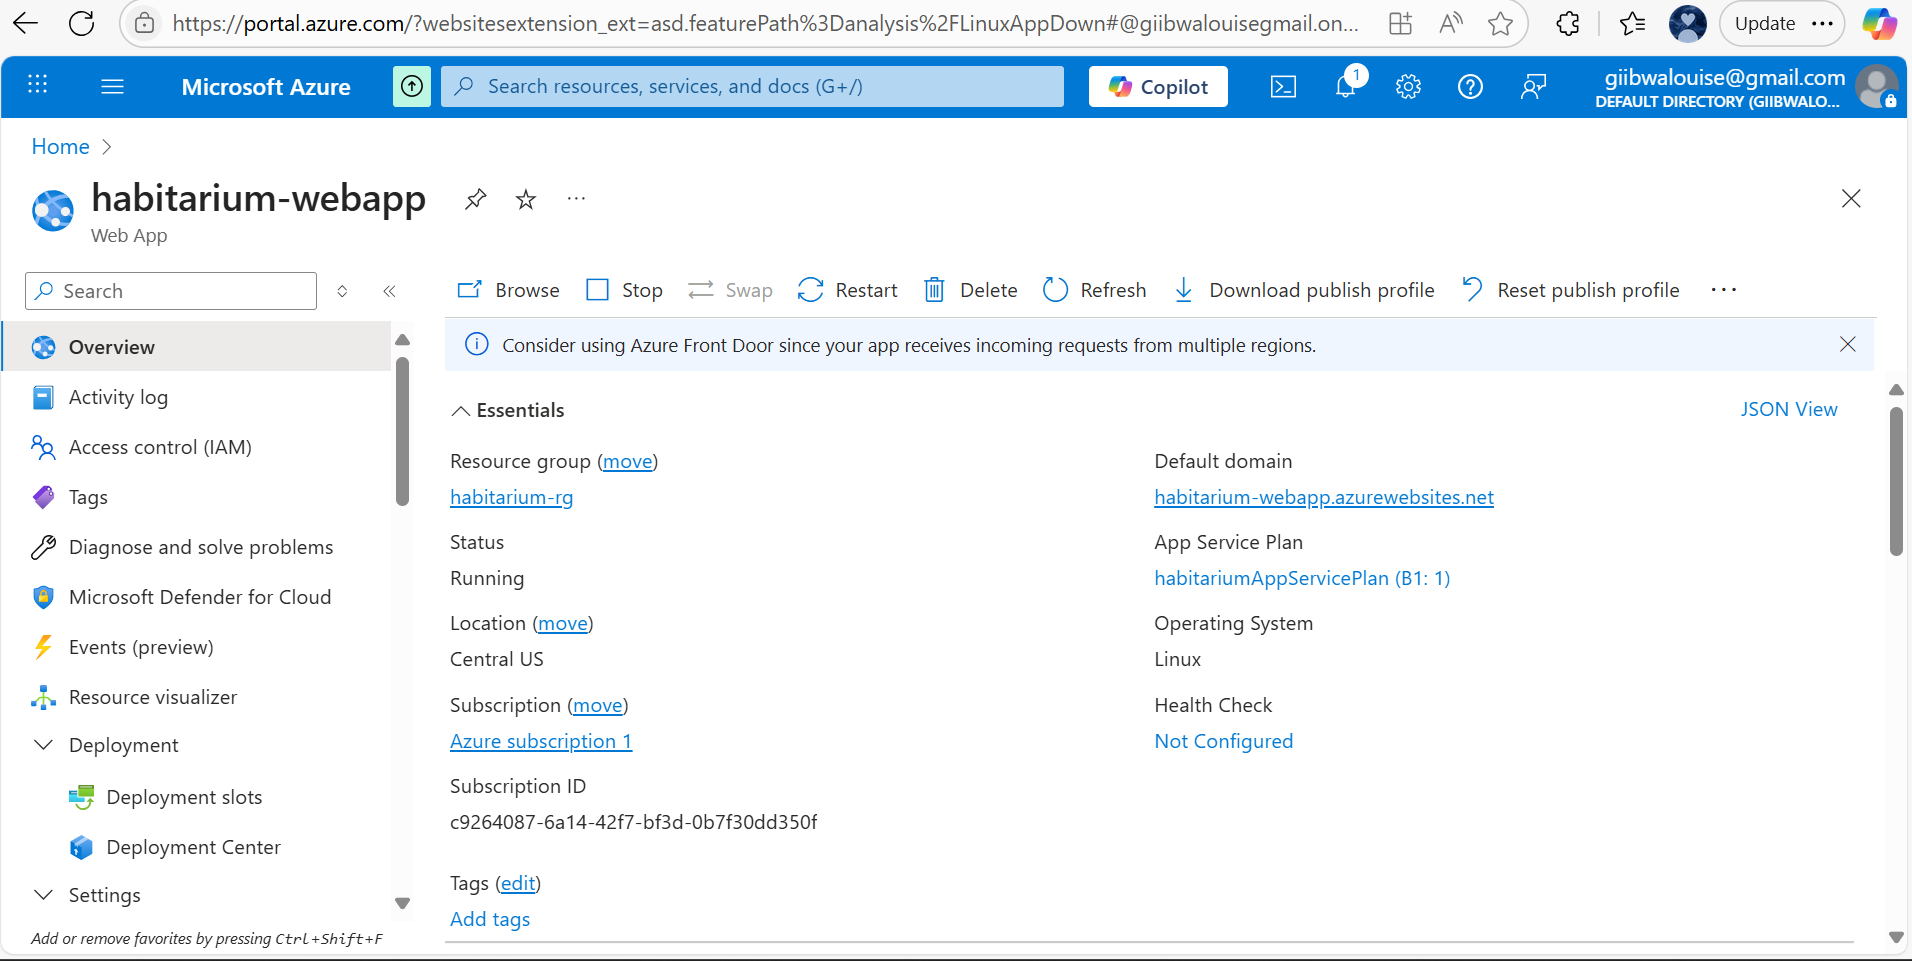 https://portal.azure.com/?websitesextension_ext=asd.featurePath%3Danalysis%2FLinuxAppDown#@giibwalouisegmail.on...
Update
Microsoft Azure
Search resources, services, and docs (G+/)
Copilot
1
giibwalouise@gmail.com
DEFAULT DIRECTORY (GIIBWALO...
Home
habitarium-webapp
Web App
Search
Browse
Stop
Swap
Restart
Delete
Refresh
Download publish profile
Reset publish profile
Overview
Activity log
Access control (IAM)
Tags
Diagnose and solve problems
Microsoft Defender for Cloud
Events (preview)
Resource visualizer
Deployment
Deployment slots
Deployment Center
Settings
Add or remove favorites by pressing Ctrl+Shift+F
Consider using Azure Front Door since your app receives incoming requests from multiple regions.
Essentials
JSON View
Resource group (move)
habitarium-rg
Status
Running
Location (move)
Central US
Subscription (move)
Azure subscription 1
Subscription ID
c9264087-6a14-42f7-bf3d-0b7f30dd350f
Tags (edit)
Add tags
Default domain
habitarium-webapp.azurewebsites.net
App Service Plan
habitariumAppServicePlan (B1: 1)
Operating System
Linux
Health Check
Not Configured